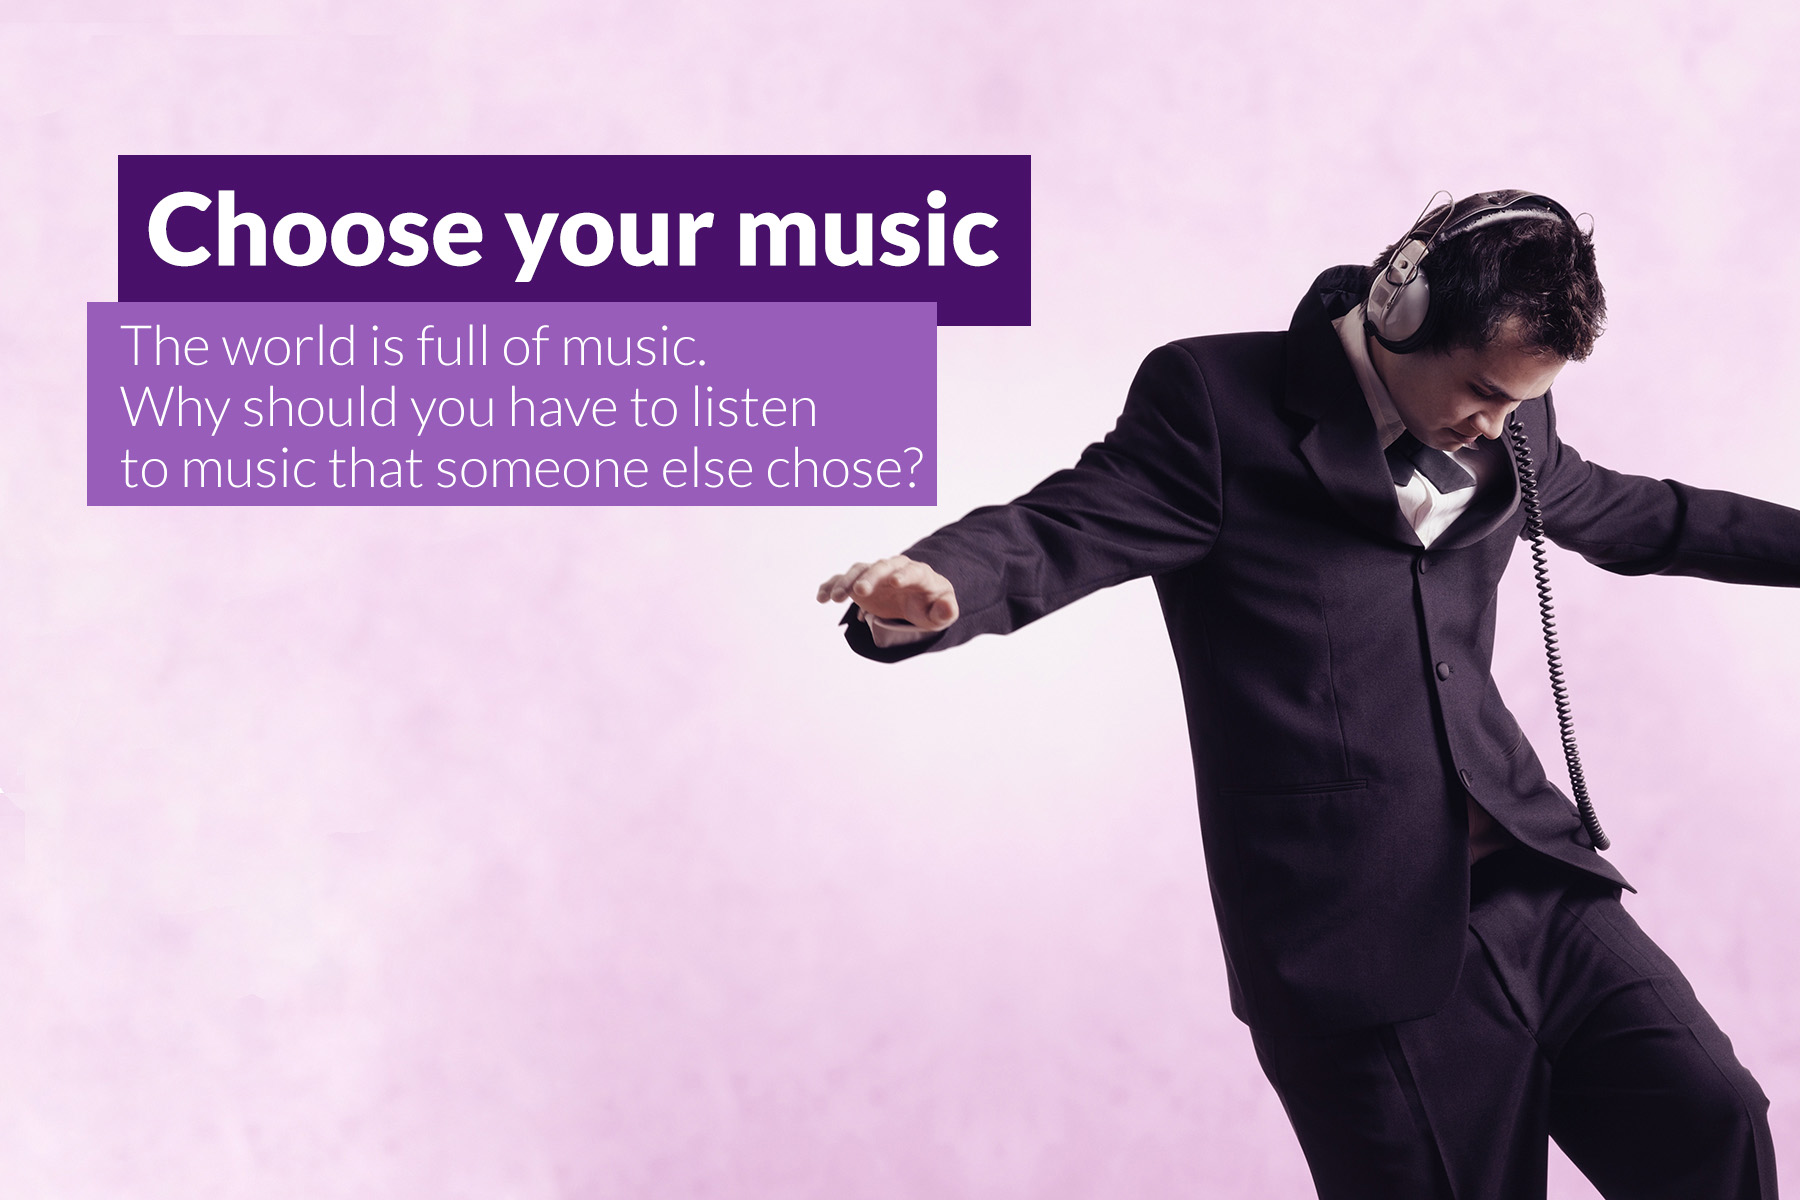 Choose your music
The world is full of music.
Why should you have to listen
to music that someone else chose?